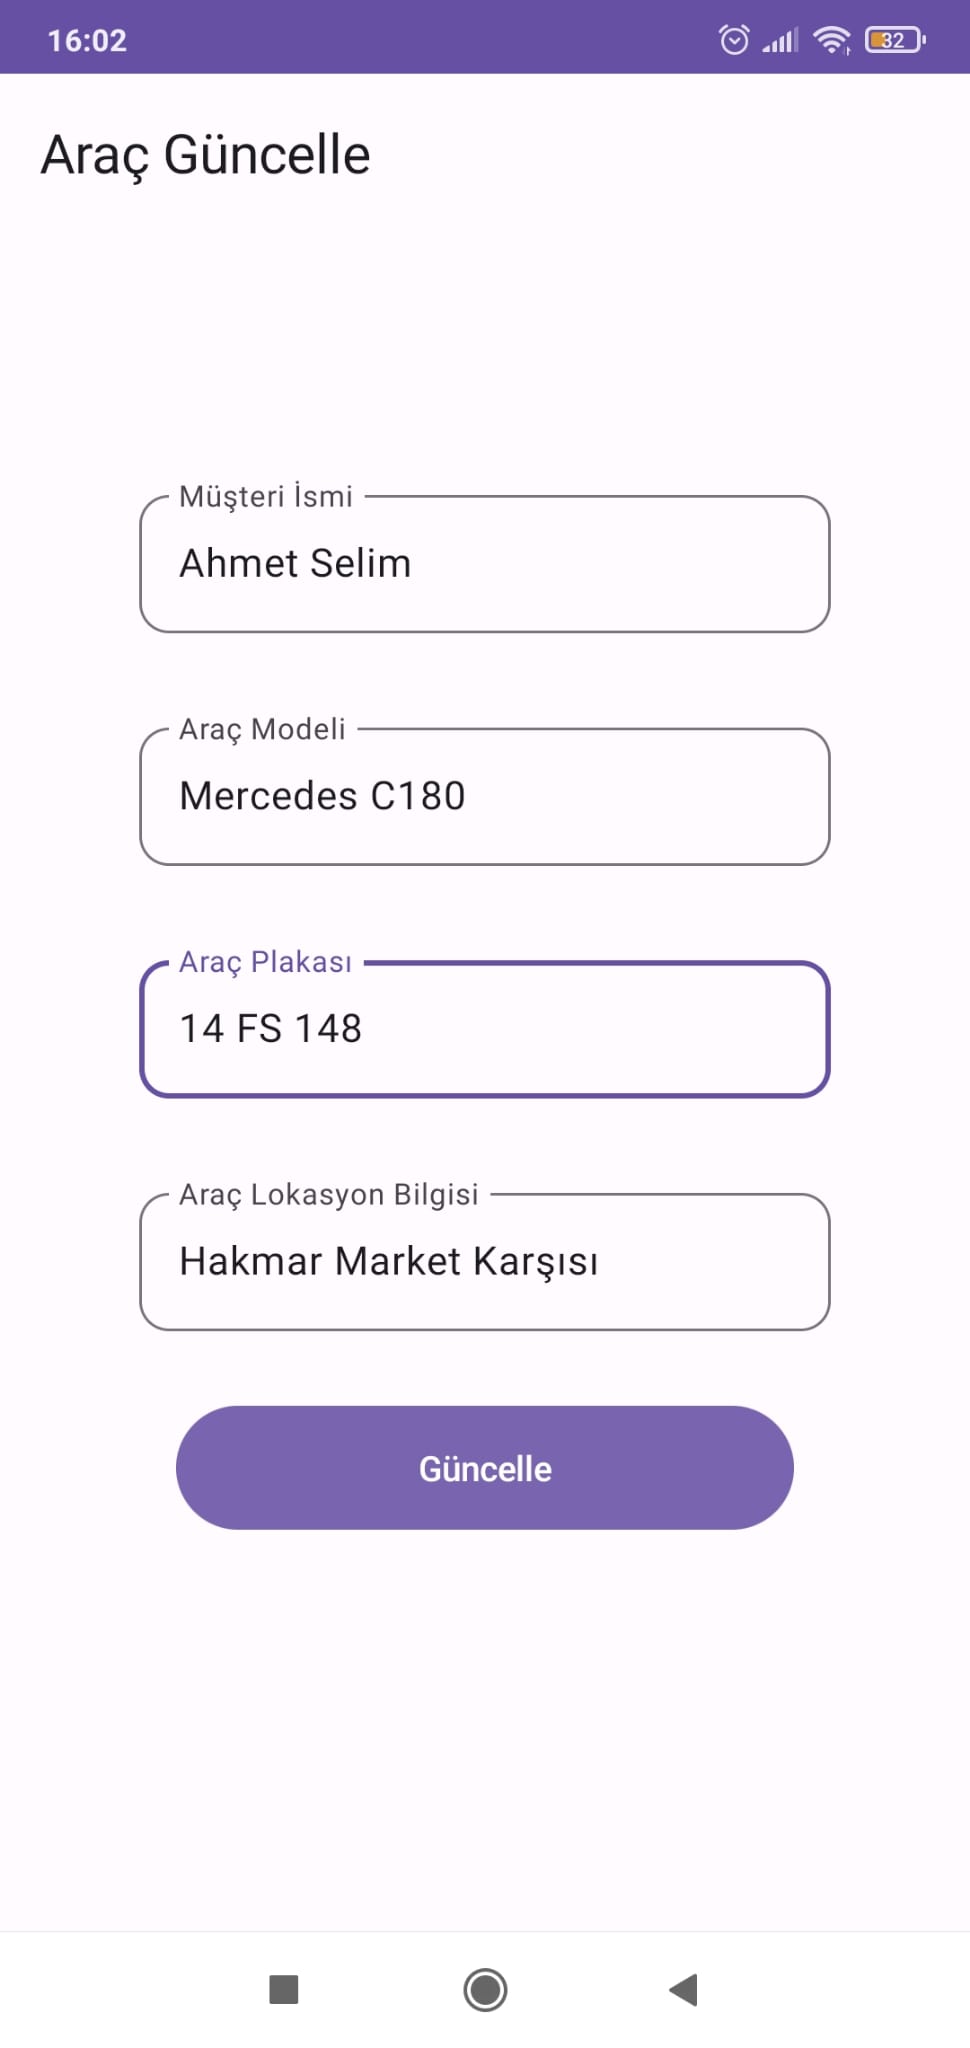 16:02
32
Araç Güncelle
Müşteri İsmi
Ahmet Selim
Araç Modeli
Mercedes C180
Araç Plakası
14 FS 148
Araç Lokasyon Bilgisi
Hakmar Market Karşısı
Güncelle